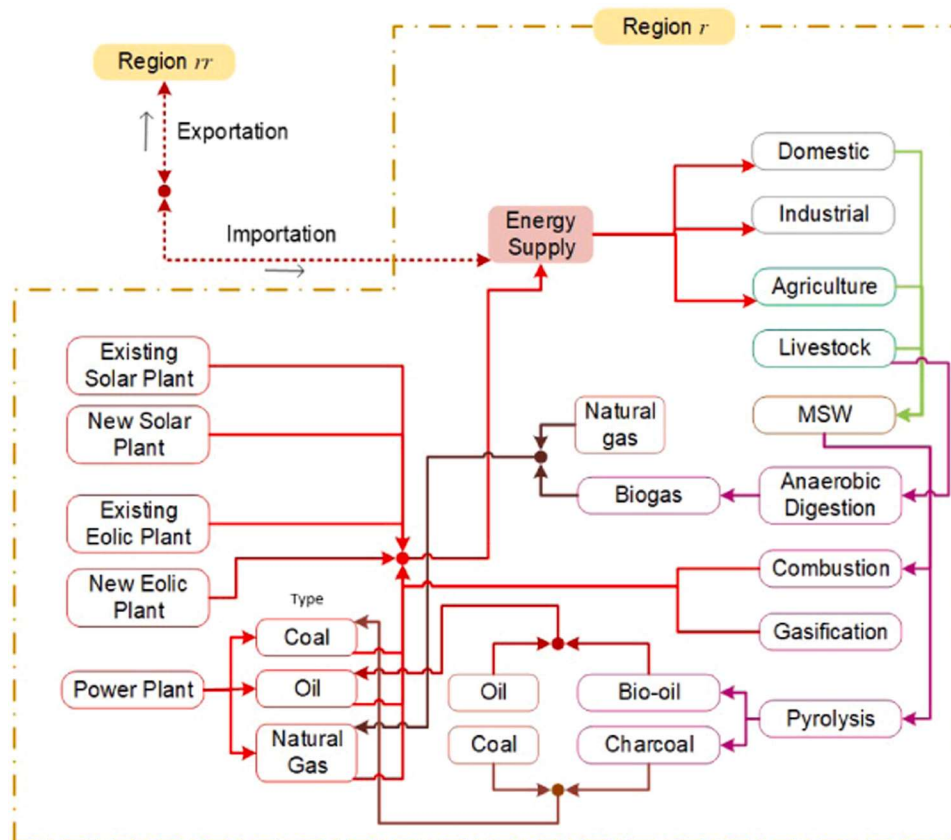 Region r
Region rr
Exportation
Importation
Energy
Supply
Domestic
Industrial
Agriculture
Livestock
MSW
Existing
Solar Plant
New Solar
Plant
Existing
Eolic Plant
New Eolic
Plant
Natural
gas
Biogas
Anaerobic
Digestion
Combustion
Gasification
Type
Coal
Power Plant
Oil
Natural
Gas
Oil
Bio-oil
Coal
Charcoal
Pyrolysis